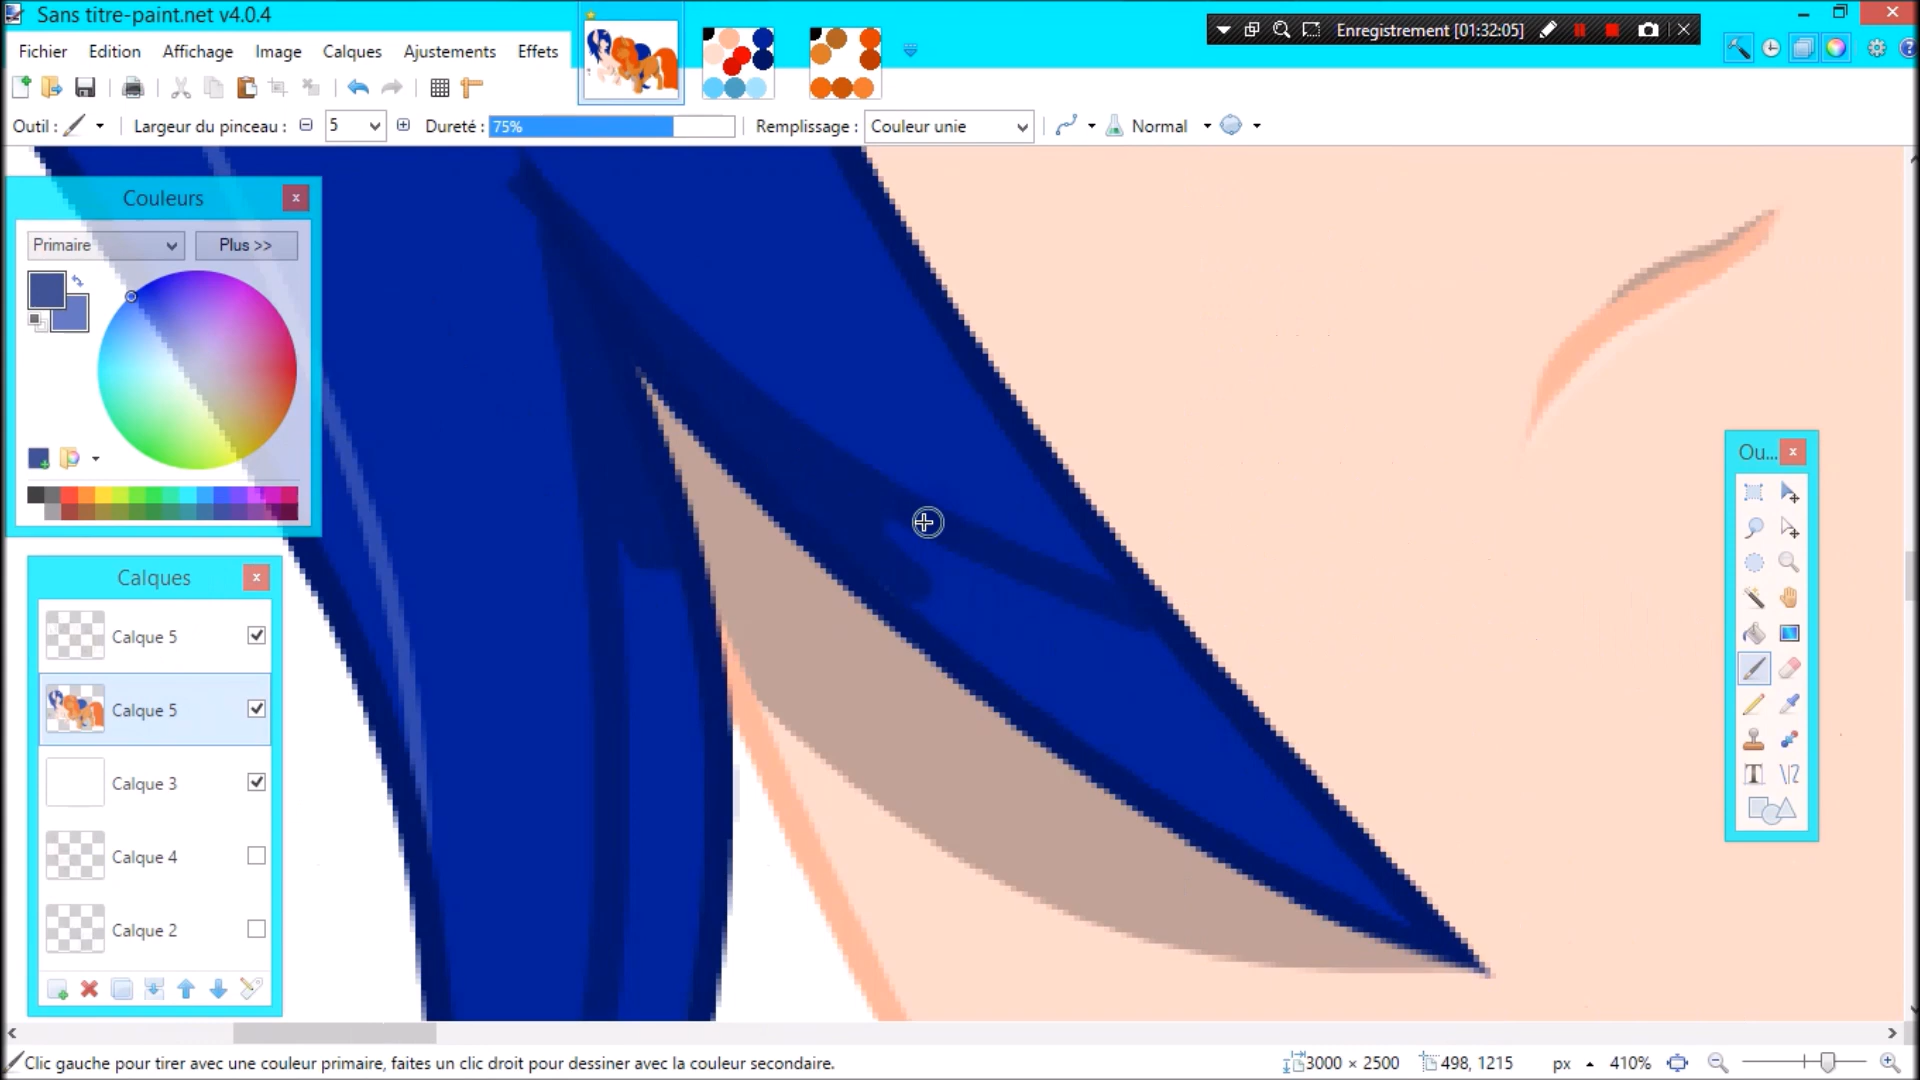 Sans titre-paint.net v4.0.4
Enregistrement [01:32:05]
Fichier Edition Affichage Image Calques Ajustements Effets
Outil : Largeur du pinceau : 5 Dureté : 75% Remplissage : Couleur unie Normal
Couleurs
Primaire Plus >>
Ou...
Calques
Calque 5
Calque 5
Calque 3
Calque 4
Calque 2
Clic gauche pour tirer avec une couleur primaire, faites un clic droit pour dessiner avec la couleur secondaire. 3000 × 2500 498, 1215 px 410%